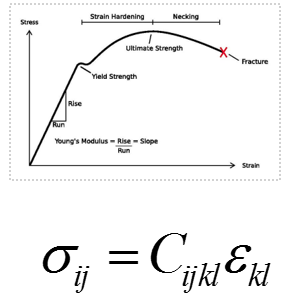 Stress
Strain Hardening
Necking
Ultimate Strength
Fracture
Yield Strength
Rise
Run
Young's Modulus = Rise = Slope
Run
Strain
σij = Cijkl εkl